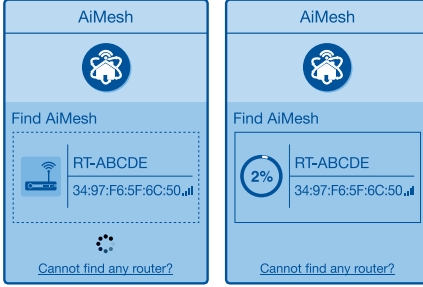 AiMesh
Find AiMesh
RT-ABCDE
34:97:F6:5F:6C:50
Cannot find any router?
AiMesh
Find AiMesh
2%
RT-ABCDE
34:97:F6:5F:6C:50
Cannot find any router?